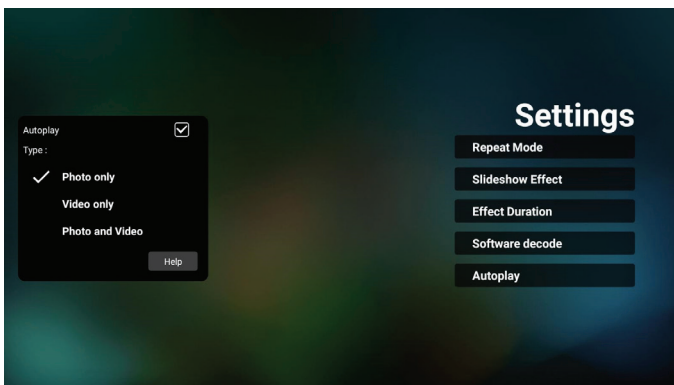 Settings
Autoplay
Type :
Photo only
Video only
Photo and Video
Help
Repeat Mode
Slideshow Effect
Effect Duration
Software decode
Autoplay